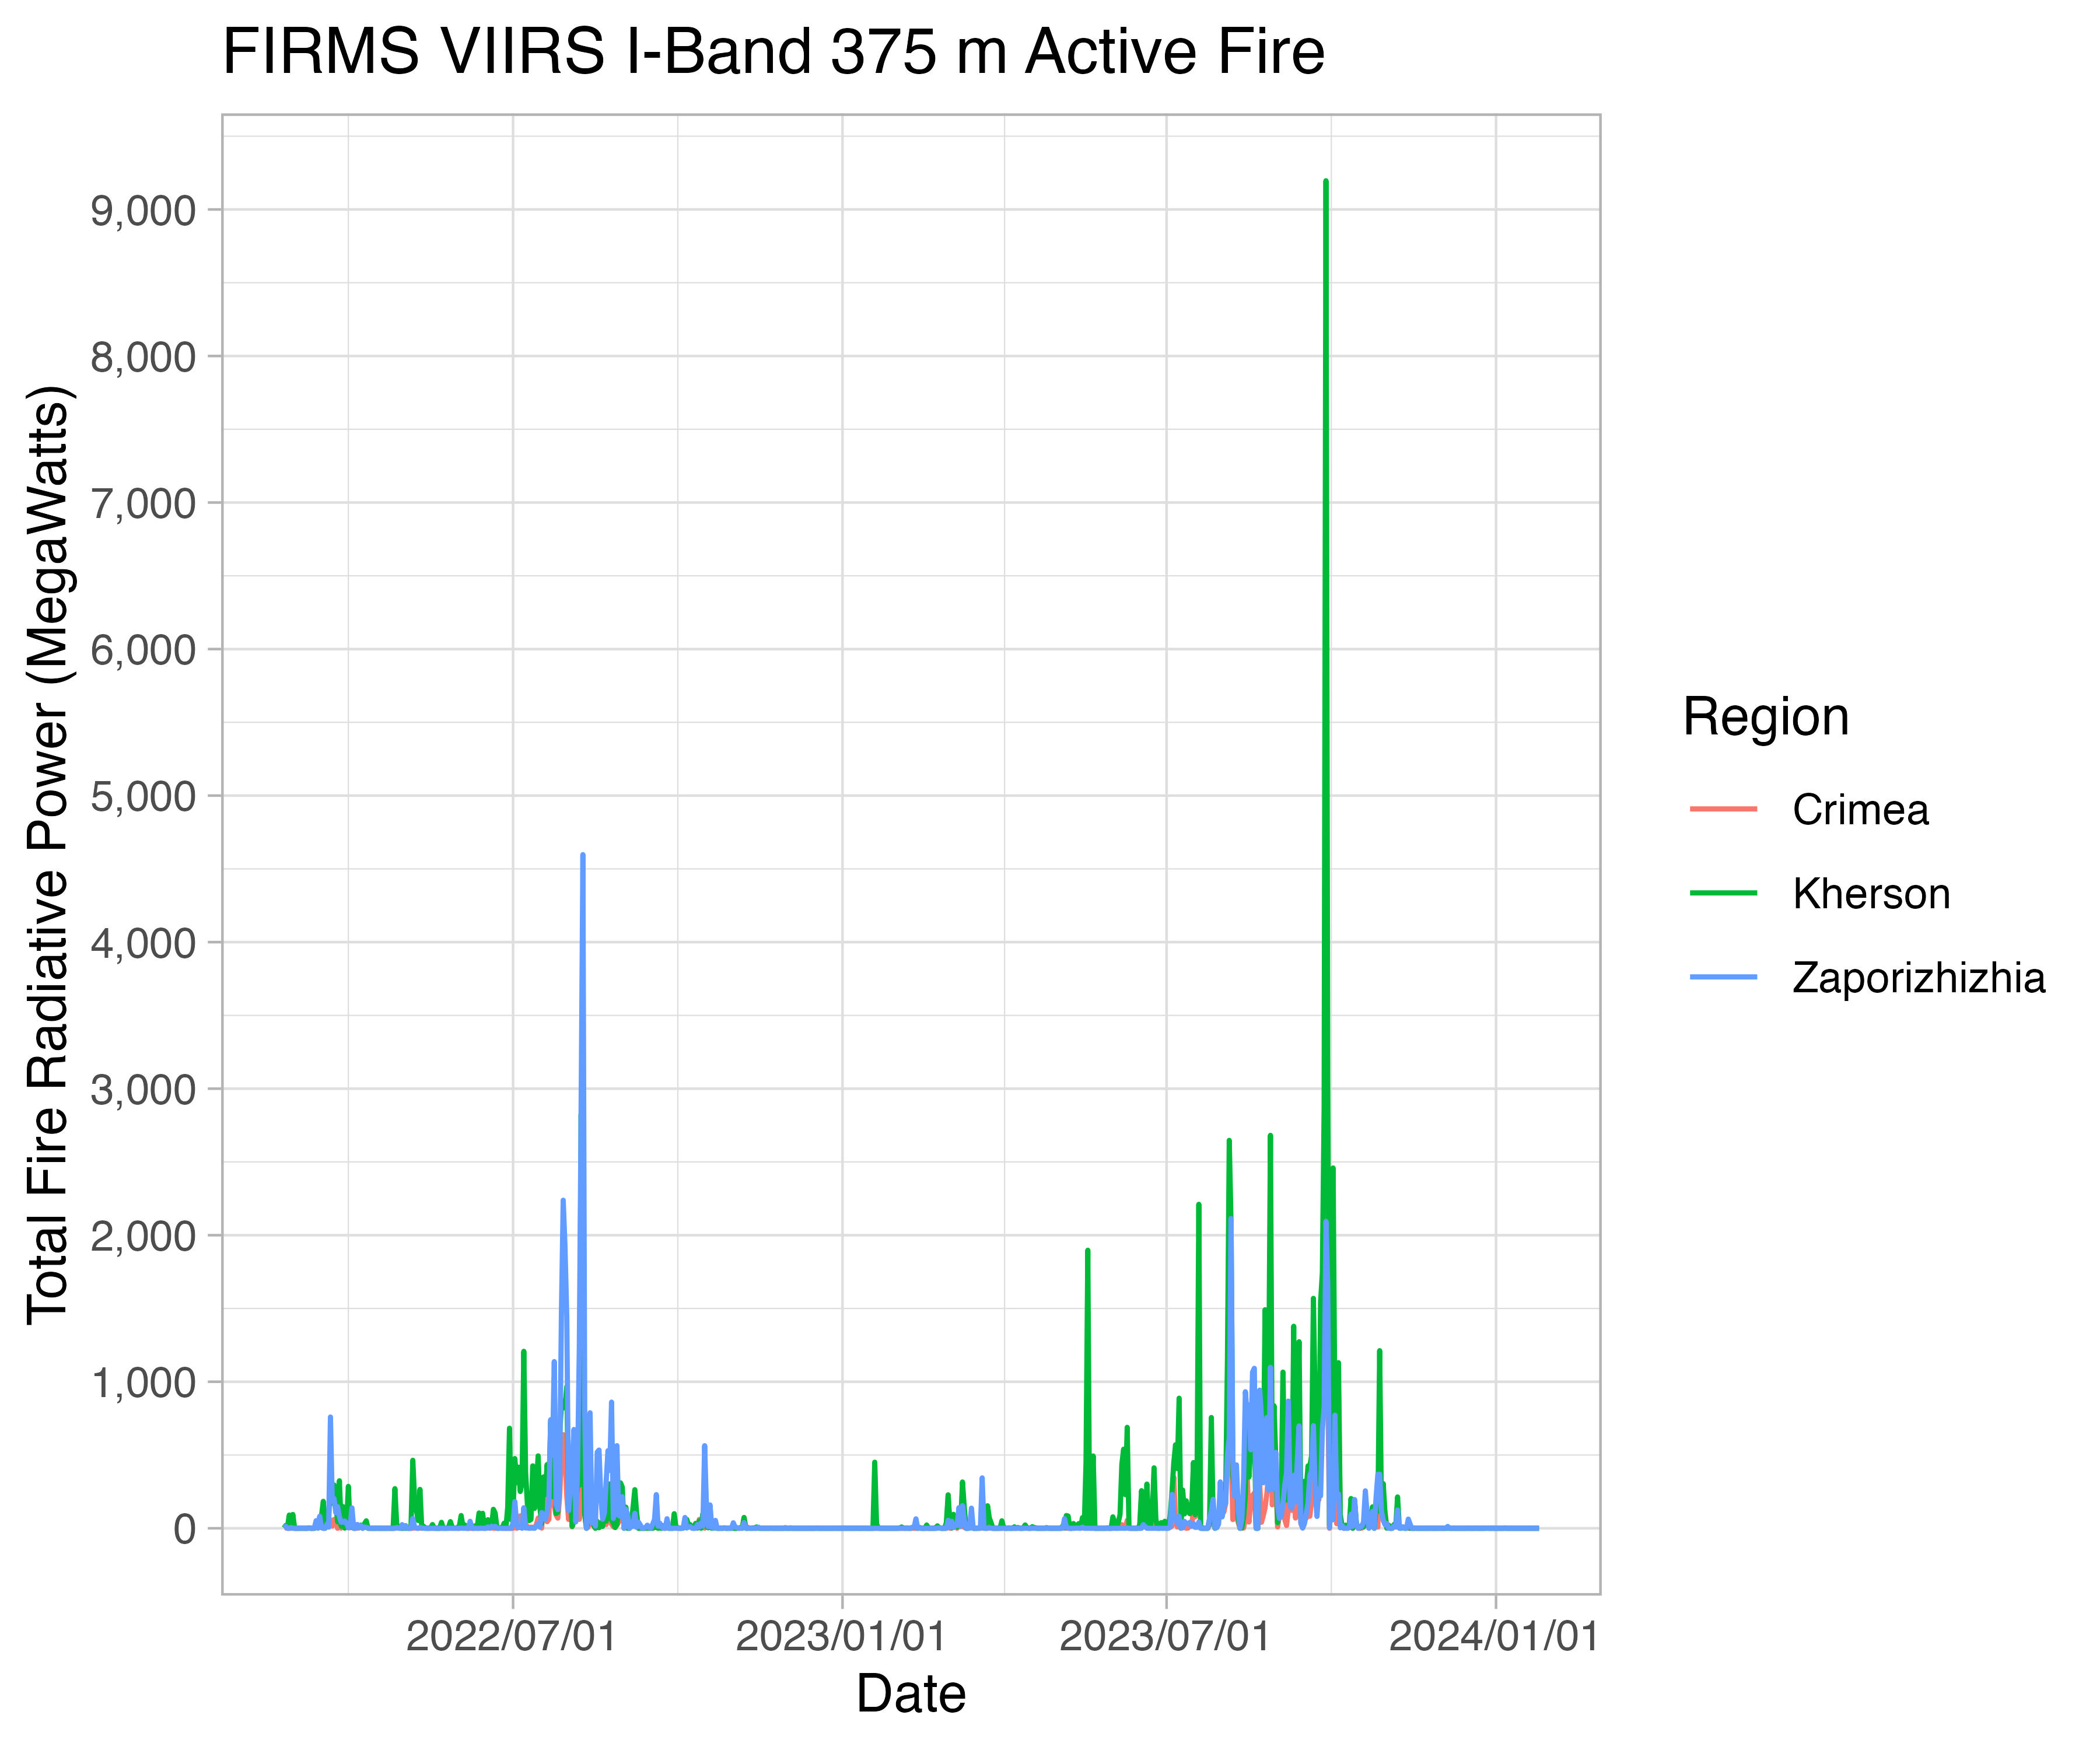 FIRMS VIIRS I-Band 375 m Active Fire
Total Fire Radiative Power (MegaWatts)
9,000
8,000
7,000
6,000
5,000
4,000
3,000
2,000
1,000
0
2022/07/01
2023/01/01
2023/07/01
2024/01/01
Date
Region
Crimea
Kherson
Zaporizhizhia